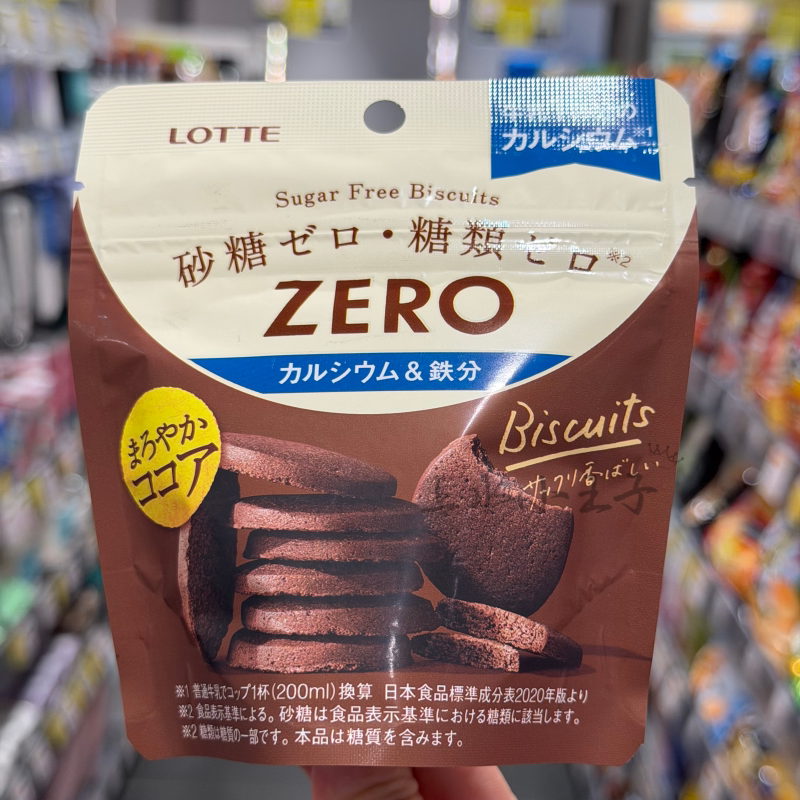 LOTTE
カルシウム※1
Sugar Free Biscuits
砂糖ゼロ・糖類ゼロ※2
ZERO
カルシウム&鉄分
まろやか
ココア
Biscuits
サックリ香ばしい
※1 普通牛乳でコップ1杯(200ml)換算 日本食品標準成分表2020年版より
※2 食品表示基準による。砂糖は食品表示基準における糖類に該当します。
※2 糖類は糖質の一部です。本品は糖質を含みます。